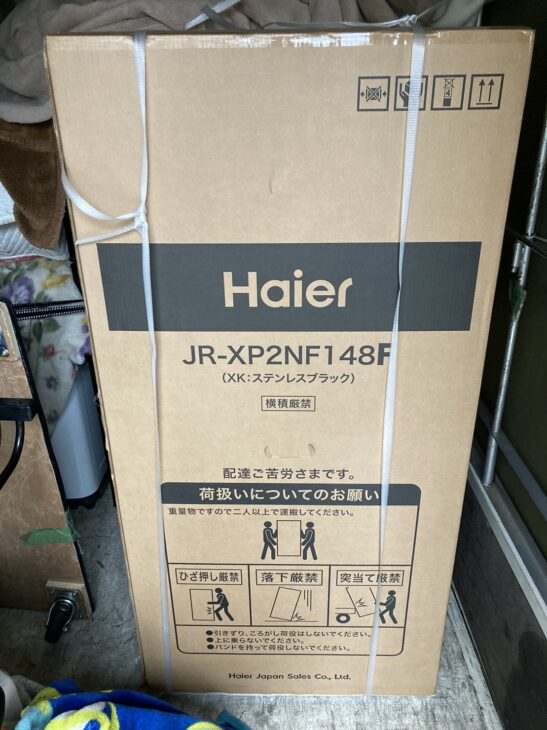 4
Haier
JR-XP2NF148F
(XK:ステンレスブラック)
横積厳禁
配達ご苦労さまです。
荷扱いについてのお願い
重量物ですので二人以上で運搬してください。
ひざ押し厳禁 落下厳禁 突当て厳禁
●引きずり、ころがし荷役はしないでください。
●上に乗らないでください。
●バンドを持って荷役しないでください。
Haier Japan Sales Co., Ltd.